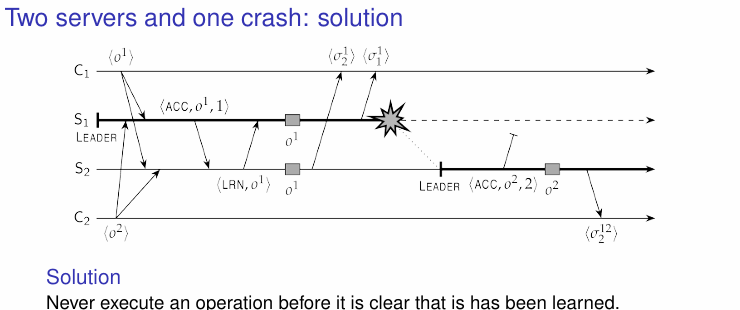 Two servers and one crash: solution
⟨o¹⟩ ⟨σ¹₂⟩ ⟨σ¹₁⟩
C₁
⟨ACC, o¹, 1⟩
S₁
LEADER o¹
S₂
⟨LRN, o¹⟩ o¹ LEADER ⟨ACC, o², 2⟩ o²
C₂
⟨o²⟩ ⟨σ¹²₂⟩
Solution
Never execute an operation before it is clear that is has been learned.